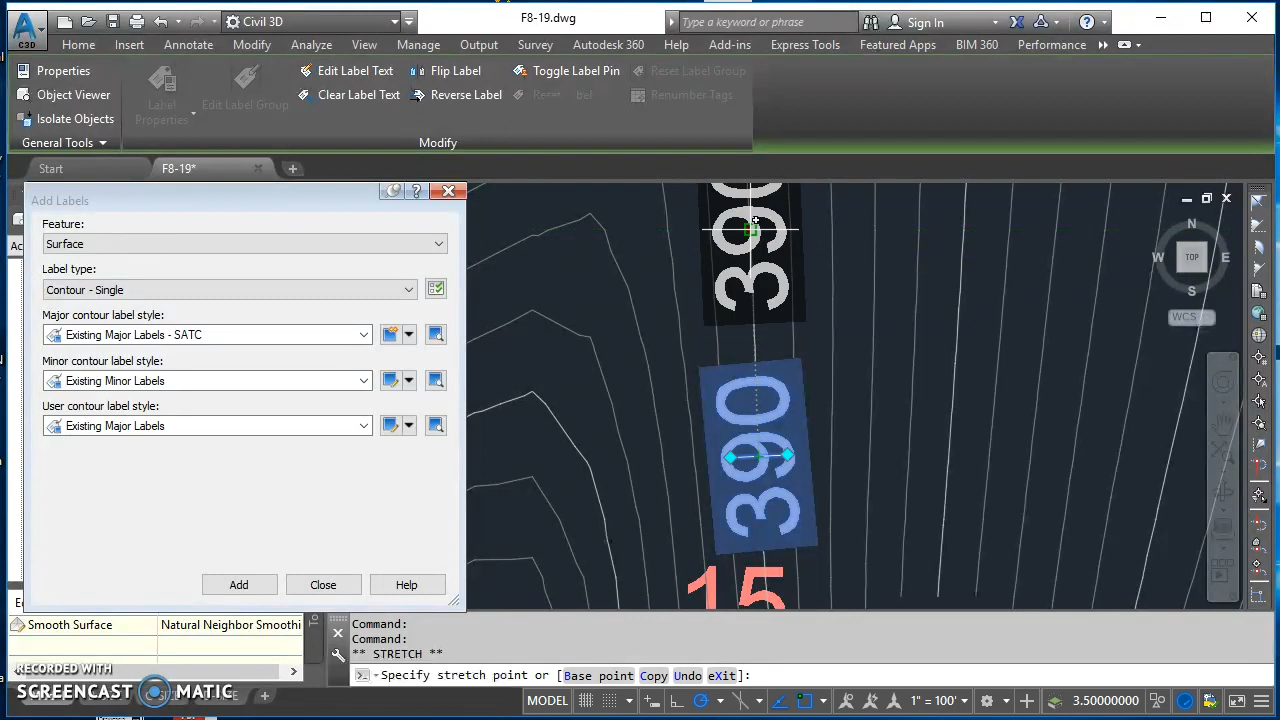 C3D
Civil 3D
F8-19.dwg
Type a keyword or phrase
Sign In
Home Insert Annotate Modify Analyze View Manage Output Survey Autodesk 360 Help Add-ins Express Tools Featured Apps BIM 360 Performance
Properties
Object Viewer
Isolate Objects
General Tools
Label
Properties
Edit Label Group
Edit Label Text
Clear Label Text
Flip Label
Reverse Label
Toggle Label Pin
Reset Label Group
Renumber Tags
Modify
Start
F8-19*
Add Labels
Feature:
Surface
Label type:
Contour - Single
Major contour label style:
Existing Major Labels - SATC
Minor contour label style:
Existing Minor Labels
User contour label style:
Existing Major Labels
Add Close Help
390
390
15
N
W TOP E
S
WCS
Smooth Surface Natural Neighbor Smoothi
Command:
Command:
** STRETCH **
Specify stretch point or [Base point Copy Undo eXit]:
RECORDED WITH
SCREENCAST MATIC
MODEL
1" = 100'
3.50000000